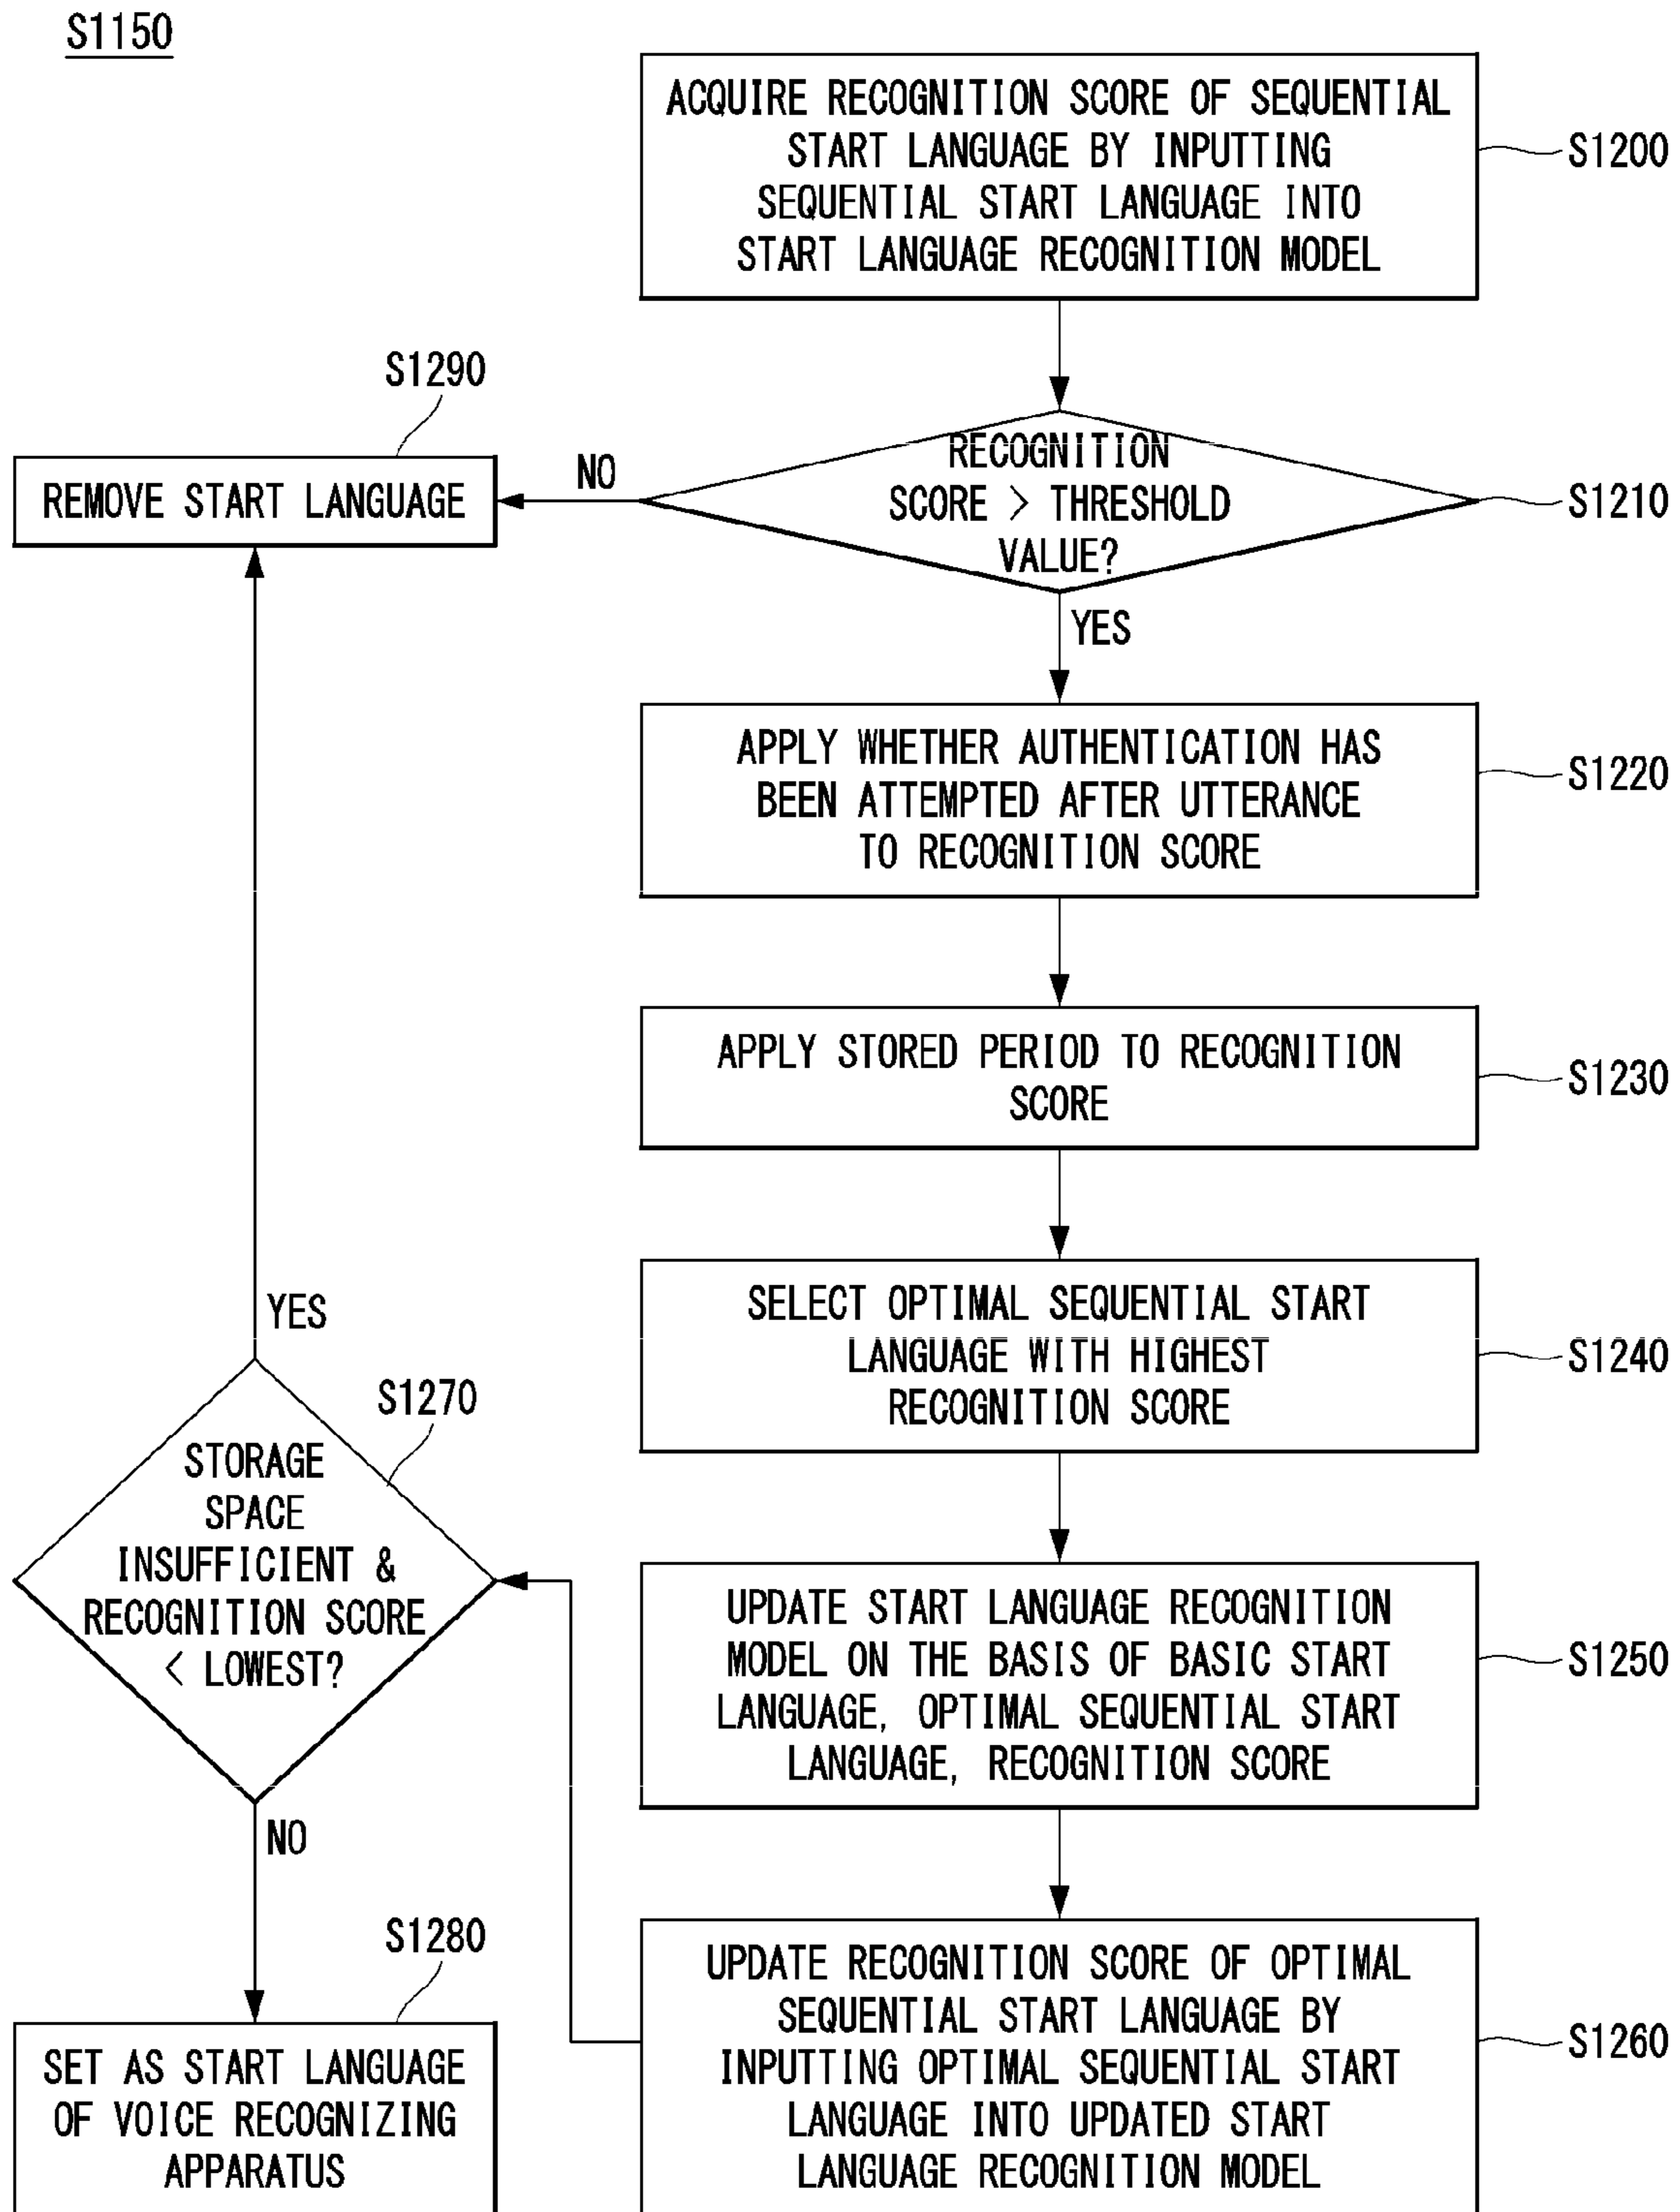 S1150
ACQUIRE RECOGNITION SCORE OF SEQUENTIAL
START LANGUAGE BY INPUTTING
SEQUENTIAL START LANGUAGE INTO
START LANGUAGE RECOGNITION MODEL
S1200
S1290
REMOVE START LANGUAGE
NO
RECOGNITION
SCORE > THRESHOLD
VALUE?
S1210
YES
APPLY WHETHER AUTHENTICATION HAS
BEEN ATTEMPTED AFTER UTTERANCE
TO RECOGNITION SCORE
S1220
APPLY STORED PERIOD TO RECOGNITION
SCORE
S1230
SELECT OPTIMAL SEQUENTIAL START
LANGUAGE WITH HIGHEST
RECOGNITION SCORE
S1240
YES
S1270
STORAGE
SPACE
INSUFFICIENT &
RECOGNITION SCORE
< LOWEST?
UPDATE START LANGUAGE RECOGNITION
MODEL ON THE BASIS OF BASIC START
LANGUAGE, OPTIMAL SEQUENTIAL START
LANGUAGE, RECOGNITION SCORE
S1250
NO
S1280
SET AS START LANGUAGE
OF VOICE RECOGNIZING
APPARATUS
UPDATE RECOGNITION SCORE OF OPTIMAL
SEQUENTIAL START LANGUAGE BY
INPUTTING OPTIMAL SEQUENTIAL START
LANGUAGE INTO UPDATED START
LANGUAGE RECOGNITION MODEL
S1260